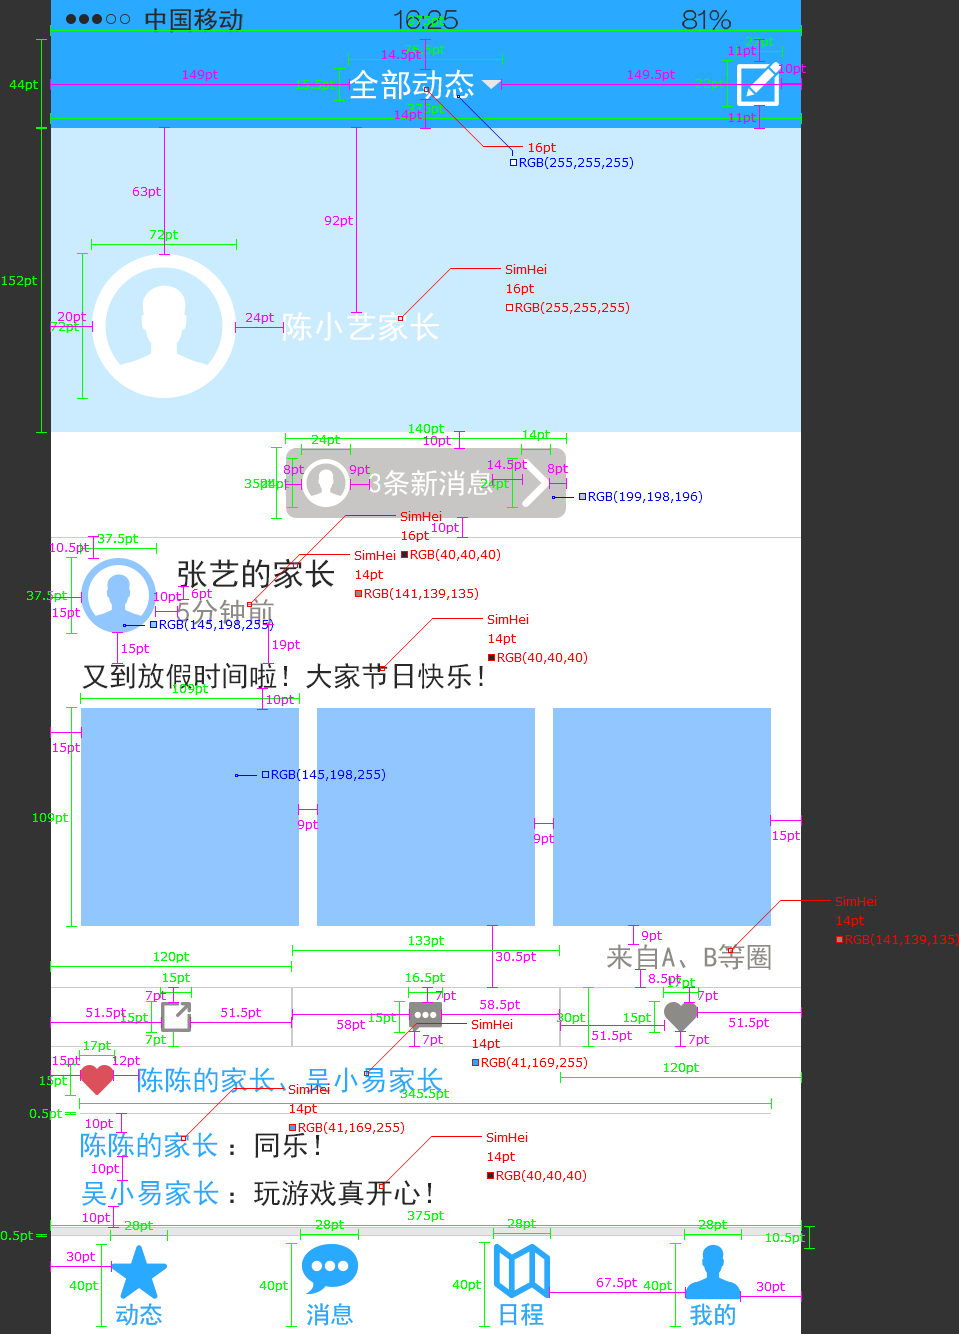 中国移动 10:25 81%
14.5pt 11pt
44pt 149pt 全部动态 149.5pt 10pt
14pt 11pt
16pt
RGB(255,255,255)
63pt
92pt
72pt
SimHei
152pt
16pt
RGB(255,255,255)
20pt 24pt 陈小艺家长
72pt
140pt
24pt 10pt 14pt
8pt 9pt 14.5pt 8pt
3条新消息 24pt
RGB(199,198,196)
SimHei
10pt
16pt
RGB(40,40,40)
37.5pt
10.5pt
张艺的家长
SimHei
14pt
RGB(141,139,135)
37.5pt 10pt 6pt
15pt 5分钟前
RGB(145,198,255)
SimHei
14pt
RGB(40,40,40)
15pt 19pt
又到放假时间啦！大家节日快乐！
109pt
10pt
15pt
RGB(145,198,255)
109pt
9pt 9pt 15pt
SimHei
14pt
RGB(141,139,135)
133pt 9pt
120pt 30.5pt 来自A、B等圈
15pt 16.5pt 8.5pt 17pt
7pt 7pt 7pt
51.5pt 15pt 51.5pt 58pt 15pt 58.5pt 30pt 51.5pt 15pt 51.5pt
7pt 7pt 7pt
SimHei
14pt
RGB(41,169,255)
17pt
15pt 12pt 120pt
15pt 陈陈的家长、吴小易家长
345.5pt
SimHei
14pt
RGB(41,169,255)
0.5pt
10pt
陈陈的家长：同乐！
SimHei
14pt
RGB(40,40,40)
10pt
吴小易家长：玩游戏真开心！
10pt 375pt
0.5pt 28pt 28pt 28pt 28pt 10.5pt
30pt 40pt 40pt 40pt 67.5pt 40pt 30pt
动态 消息 日程 我的